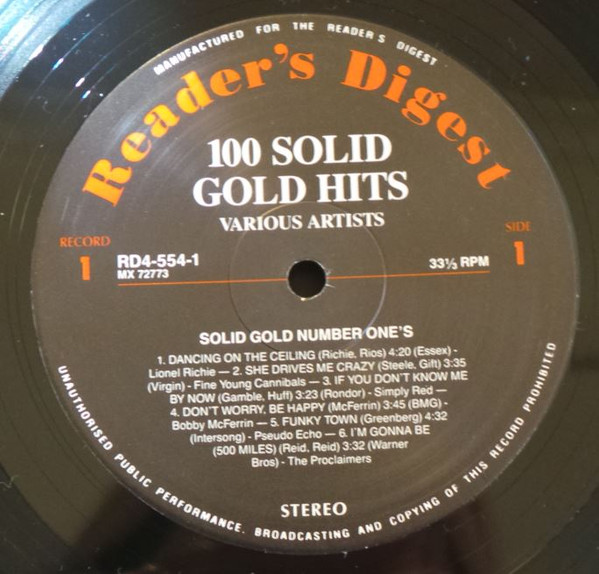 MANUFACTURED FOR THE READER'S DIGEST
Reader's Digest
100 SOLID
GOLD HITS
VARIOUS ARTISTS
RECORD
1
RD4-554-1
MX 72773
33⅓ RPM
SIDE
1
SOLID GOLD NUMBER ONE'S
1. DANCING ON THE CEILING (Richie, Rios) 4:20 (Essex) -
Lionel Richie — 2. SHE DRIVES ME CRAZY (Steele, Gift) 3:35
(Virgin) - Fine Young Cannibals — 3. IF YOU DON'T KNOW ME
BY NOW (Gamble, Huff) 3:23 (Rondor) - Simply Red —
4. DON'T WORRY, BE HAPPY (McFerrin) 3:45 (BMG) -
Bobby McFerrin — 5. FUNKY TOWN (Greenberg) 4:32
(Intersong) - Pseudo Echo — 6. I'M GONNA BE
(500 MILES) (Reid, Reid) 3:32 (Warner
Bros) - The Proclaimers
STEREO
UNAUTHORISED PUBLIC PERFORMANCE, BROADCASTING AND COPYING OF THIS RECORD PROHIBITED